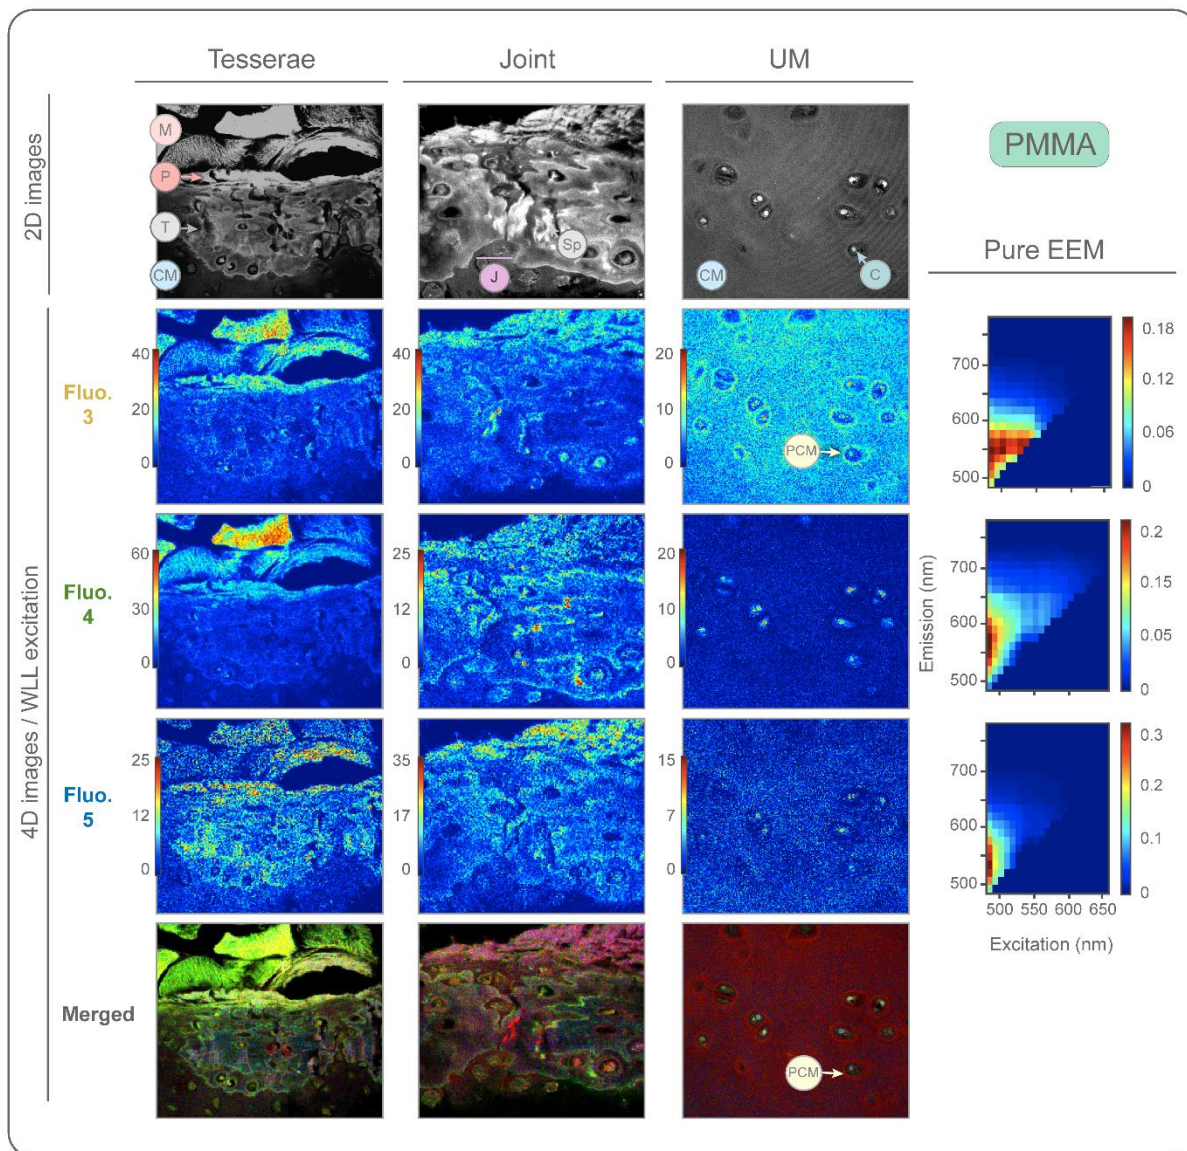 Tesserae
Joint
UM
PMMA
2D images
M
P
T
CM
Sp
J
CM
C
Pure EEM
4D images / WLL excitation
Fluo.
3
40
20
0
40
20
0
20
10
0
PCM
700
600
500
0.18
0.12
0.06
0
Fluo.
4
60
30
0
25
12
0
20
10
0
Emission (nm)
700
600
500
0.2
0.15
0.05
0
Fluo.
5
25
12
0
35
17
0
15
7
0
700
600
500
0.3
0.2
0.1
0
500 550 600 650
Excitation (nm)
Merged
PCM